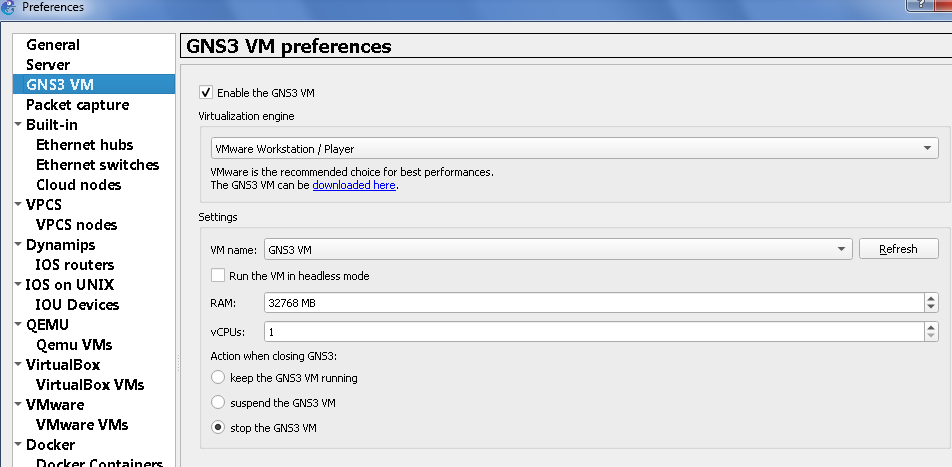 Preferences
?
General
Server
GNS3 VM
Packet capture
Built-in
Ethernet hubs
Ethernet switches
Cloud nodes
VPCS
VPCS nodes
Dynamips
IOS routers
IOS on UNIX
IOU Devices
QEMU
Qemu VMs
VirtualBox
VirtualBox VMs
VMware
VMware VMs
Docker
Docker Containers
GNS3 VM preferences
Enable the GNS3 VM
Virtualization engine
VMware Workstation / Player
VMware is the recommended choice for best performances.
The GNS3 VM can be downloaded here.
Settings
VM name: GNS3 VM Refresh
Run the VM in headless mode
RAM: 32768 MB
vCPUs: 1
Action when closing GNS3:
keep the GNS3 VM running
suspend the GNS3 VM
stop the GNS3 VM